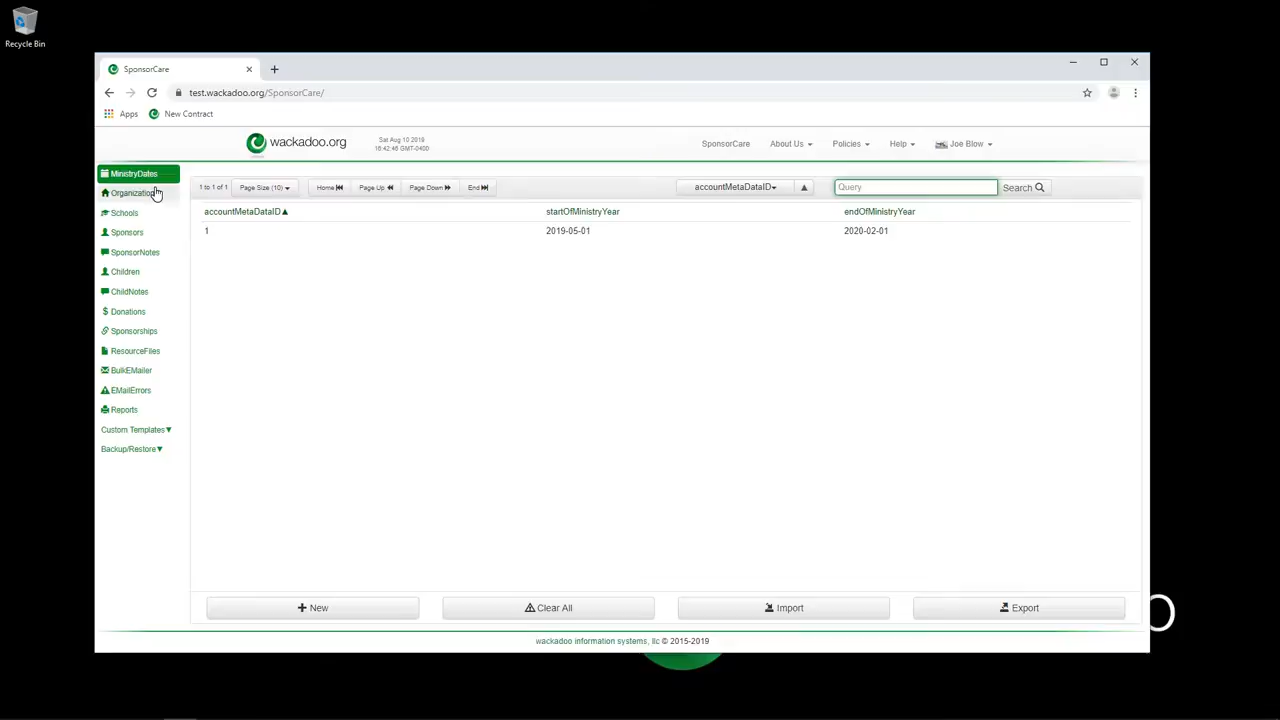 Recycle Bin
SponsorCare
test.wackadoo.org/SponsorCare/
Apps
New Contract
wackadoo.org
Sat Aug 10 2019
16:42:46 GMT-0400
SponsorCare
About Us
Policies
Help
Joe Blow
MinistryDates
Organization
Schools
Sponsors
SponsorNotes
Children
ChildNotes
Donations
Sponsorships
ResourceFiles
BulkEMailer
EMailErrors
Reports
Custom Templates▼
Backup/Restore▼
1 to 1 of 1
Page Size (10)
Home
Page Up
Page Down
End
accountMetaDataID
▲
Query
Search
accountMetaDataID▲ startOfMinistryYear endOfMinistryYear
1 2019-05-01 2020-02-01
New
Clear All
Import
Export
wackadoo information systems, llc © 2015-2019
O